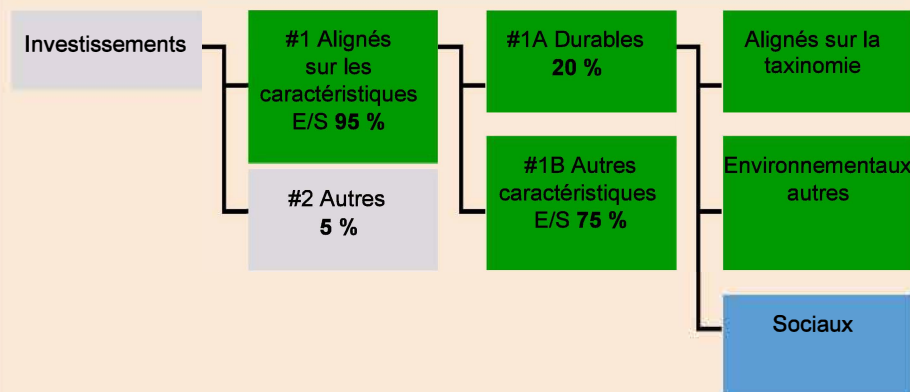 Investissements
#1 Alignés
sur les
caractéristiques
E/S 95 %
#2 Autres
5 %
#1A Durables
20 %
#1B Autres
caractéristiques
E/S 75 %
Alignés sur la
taxinomie
Environnementaux
autres
Sociaux